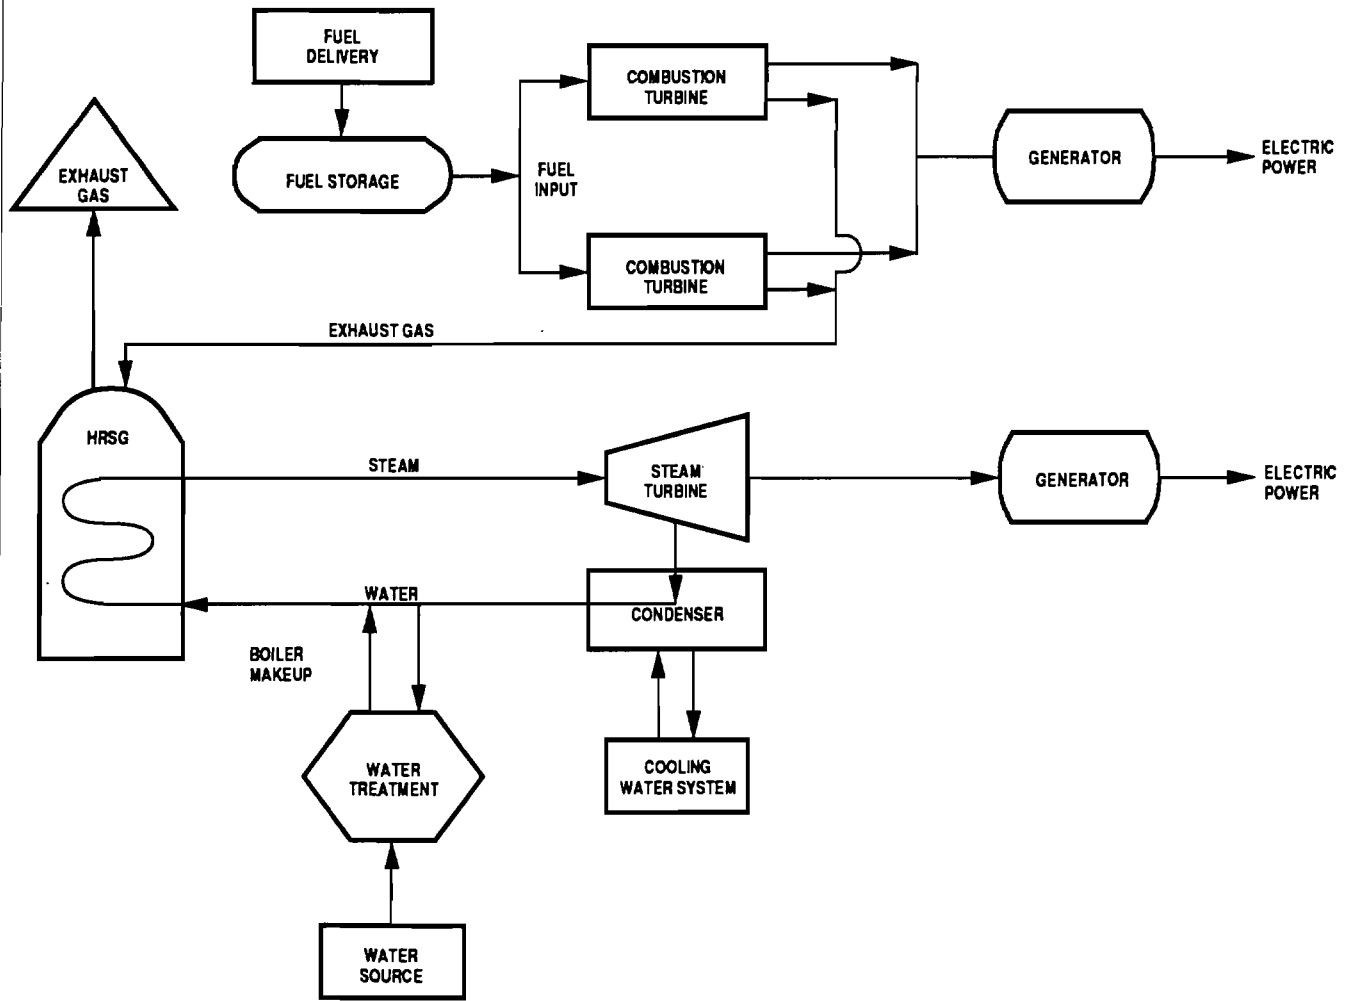 FUEL
DELIVERY
COMBUSTION
TURBINE
EXHAUST
GAS
FUEL STORAGE
FUEL
INPUT
GENERATOR
ELECTRIC
POWER
COMBUSTION
TURBINE
EXHAUST GAS
HRSG
STEAM
STEAM
TURBINE
GENERATOR
ELECTRIC
POWER
WATER
CONDENSER
BOILER
MAKEUP
WATER
TREATMENT
COOLING
WATER SYSTEM
WATER
SOURCE